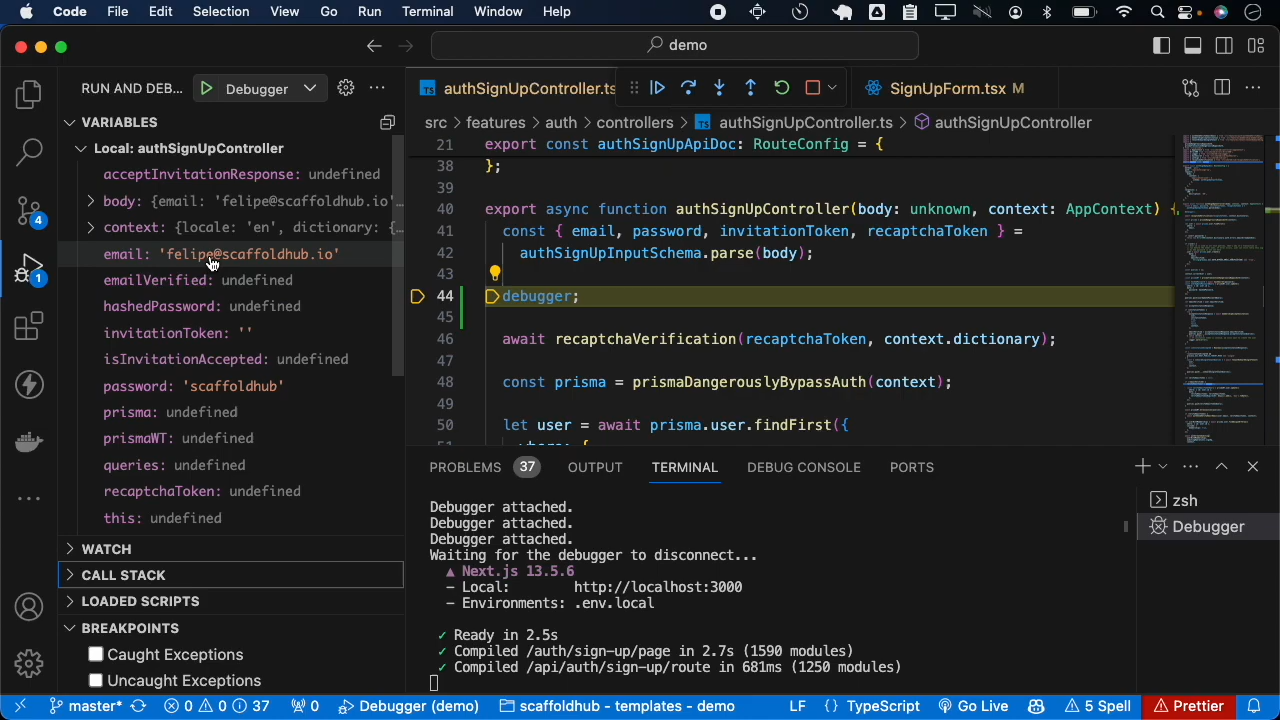 Code File Edit Selection View Go Run Terminal Window Help
demo
RUN AND DEB... Debugger
authSignUpController.ts
SignUpForm.tsx M
src > features > auth > controllers > TS authSignUpController.ts > authSignUpController
VARIABLES
Local: authSignUpController
acceptInvitationResponse: undefined
body: {email: 'felipe@scaffoldhub.io'…
context: {locale: 'en', dictionary: {…
email: 'felipe@scaffoldhub.io'
emailVerified: undefined
hashedPassword: undefined
invitationToken: ''
isInvitationAccepted: undefined
password: 'scaffoldhub'
prisma: undefined
prismaWT: undefined
queries: undefined
recaptchaToken: undefined
this: undefined
WATCH
CALL STACK
LOADED SCRIPTS
BREAKPOINTS
Caught Exceptions
Uncaught Exceptions
4
1
21 port const authSignUpApiDoc: RouteConfig = {
38 };
39
40 port async function authSignUpController(body: unknown, context: AppContext) {
{ email, password, invitationToken, recaptchaToken } =
authSignUpInputSchema.parse(body);
43
44 debugger;
45
46 await recaptchaVerification(recaptchaToken, context.dictionary);
47
48 const prisma = prismaDangerouslyBypassAuth(context);
49
50 let user = await prisma.user.findFirst({
51 where: {
PROBLEMS 37 OUTPUT TERMINAL DEBUG CONSOLE PORTS
Debugger attached.
Debugger attached.
Debugger attached.
Waiting for the debugger to disconnect...
▲ Next.js 13.5.6
- Local: http://localhost:3000
- Environments: .env.local
✓ Ready in 2.5s
✓ Compiled /auth/sign-up/page in 2.7s (1590 modules)
✓ Compiled /api/auth/sign-up/route in 681ms (1250 modules)
zsh
Debugger
master* 0 0 37 0 Debugger (demo) scaffoldhub - templates - demo LF {} TypeScript Go Live 5 Spell Prettier